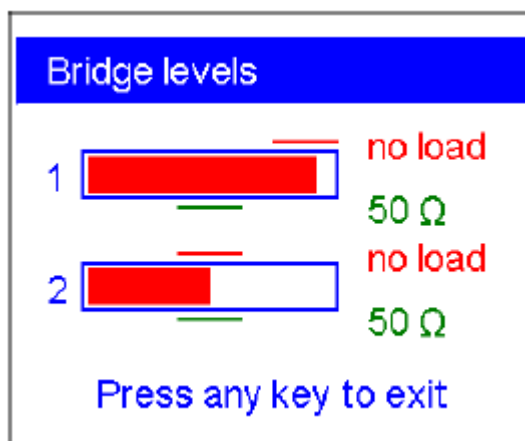 Bridge levels
no load
1
50 Ω
no load
2
50 Ω
Press any key to exit